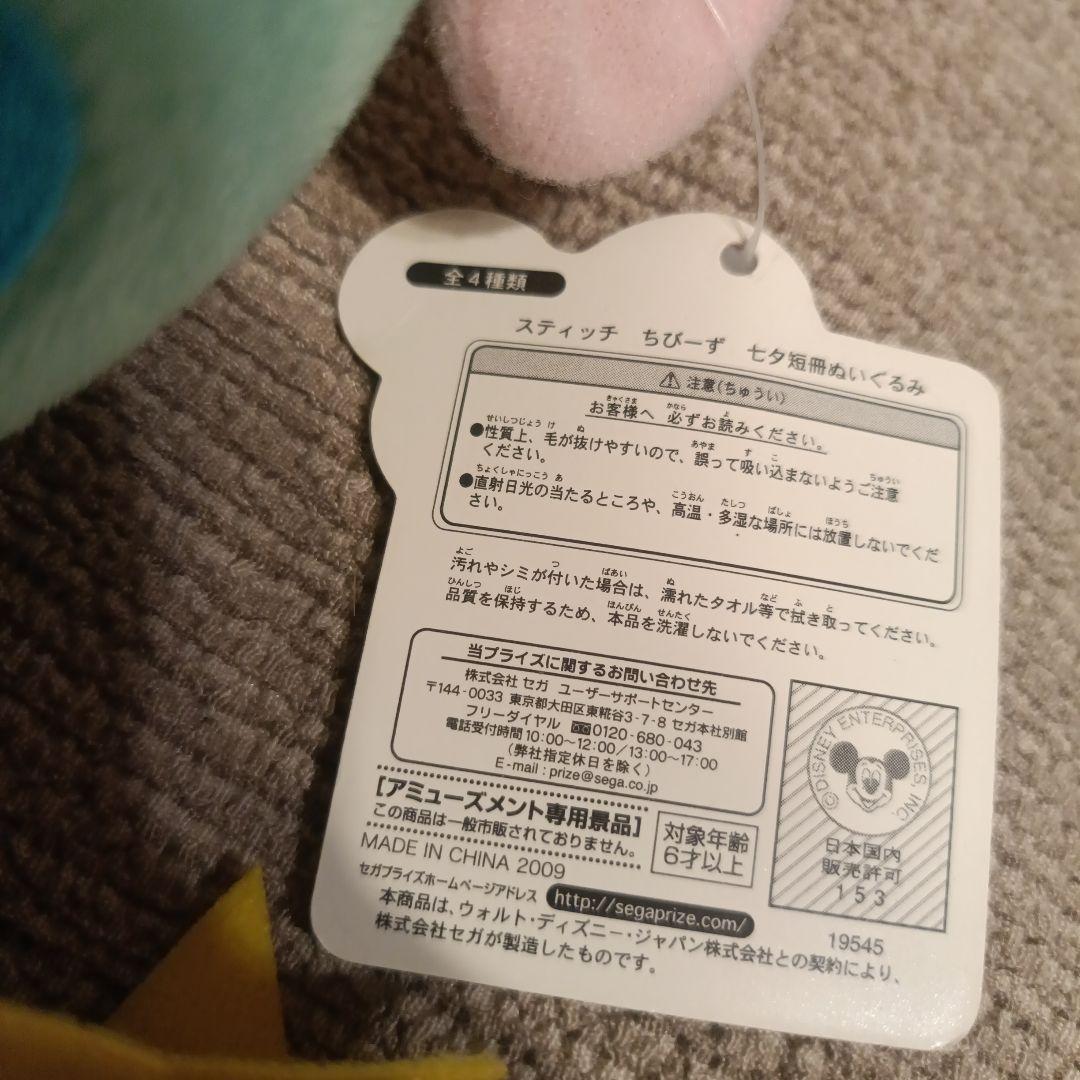 全4種類
スティッチ ちびーず 七夕短冊ぬいぐるみ
⚠ 注意(ちゅうい)
お客様へ 必ずお読みください。
●性質上、毛が抜けやすいので、誤って吸い込まないようご注意
ください。
●直射日光の当たるところや、高温・多湿な場所には放置しないでくだ
さい。
汚れやシミが付いた場合は、濡れたタオル等で拭き取ってください。
品質を保持するため、本品を洗濯しないでください。
当プライズに関するお問い合わせ先
株式会社 セガ ユーザーサポートセンター
〒144-0033 東京都大田区東糀谷3-7-8 セガ本社別館
フリーダイヤル 0120-680-043
電話受付時間 10:00～12:00/13:00～17:00
(弊社指定休日を除く)
E-mail:prize@sega.co.jp
[アミューズメント専用景品]
この商品は一般市販されておりません。
対象年齢
6才以上
MADE IN CHINA 2009
セガプライズホームページアドレス http://segaprize.com/
本商品は、ウォルト・ディズニー・ジャパン株式会社との契約により、
株式会社セガが製造したものです。
©DISNEY ENTERPRISES, INC.
日本国内
販売許可
153
19545